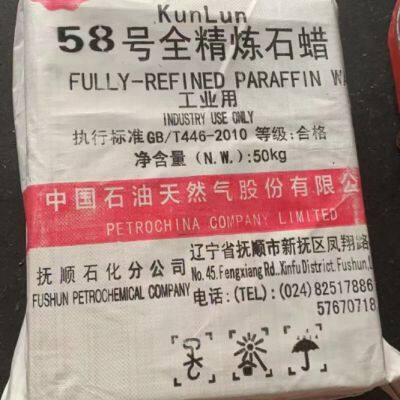 KunLun
58号全精炼石蜡
FULLY-REFINED PARAFFIN
工业用
INDUSTRY USE ONLY
执行标准GB/T446-2010 等级:合格
净含量(N.W.):50kg
中国石油天然气股份有限公
PETROCHINA COMPANY LIMITED
抚顺石化分公司
FUSHUN PETROCHEMICAL COMPANY
辽宁省抚顺市新抚区凤翔路
No.45.Fengxiang Rd.,Xinfu District.Fushun,
电话:(TEL):(024)82517886
57670718